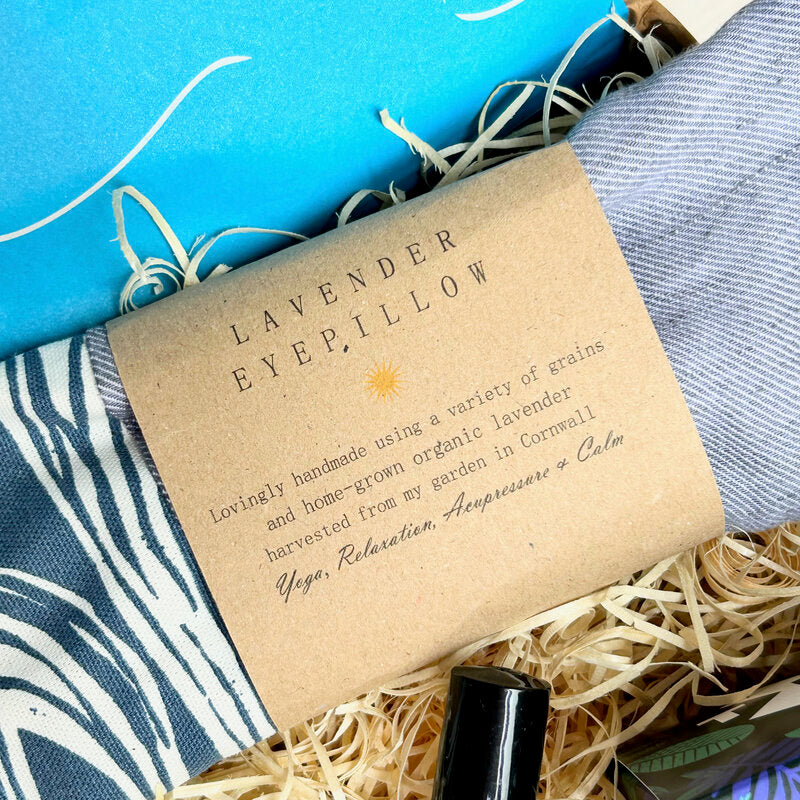 LAVENDER
EYEPILLOW
Lovingly handmade using a variety of grains
and home-grown organic lavender
harvested from my garden in Cornwall
Yoga, Relaxation, Acupressure & Calm